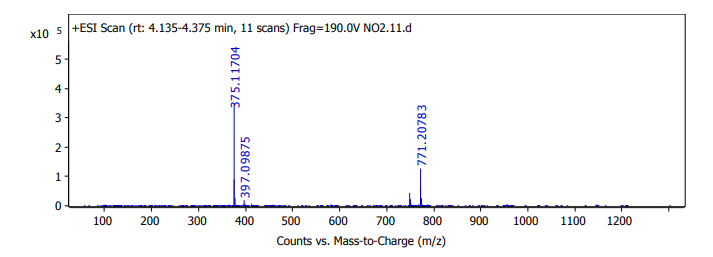 +ESI Scan (rt: 4.135-4.375 min, 11 scans) Frag=190.0V NO2.11.d
x10 5
5
4
3
2
1
0
375.11704
397.09875
771.20783
100 200 300 400 500 600 700 800 900 1000 1100 1200
Counts vs. Mass-to-Charge (m/z)